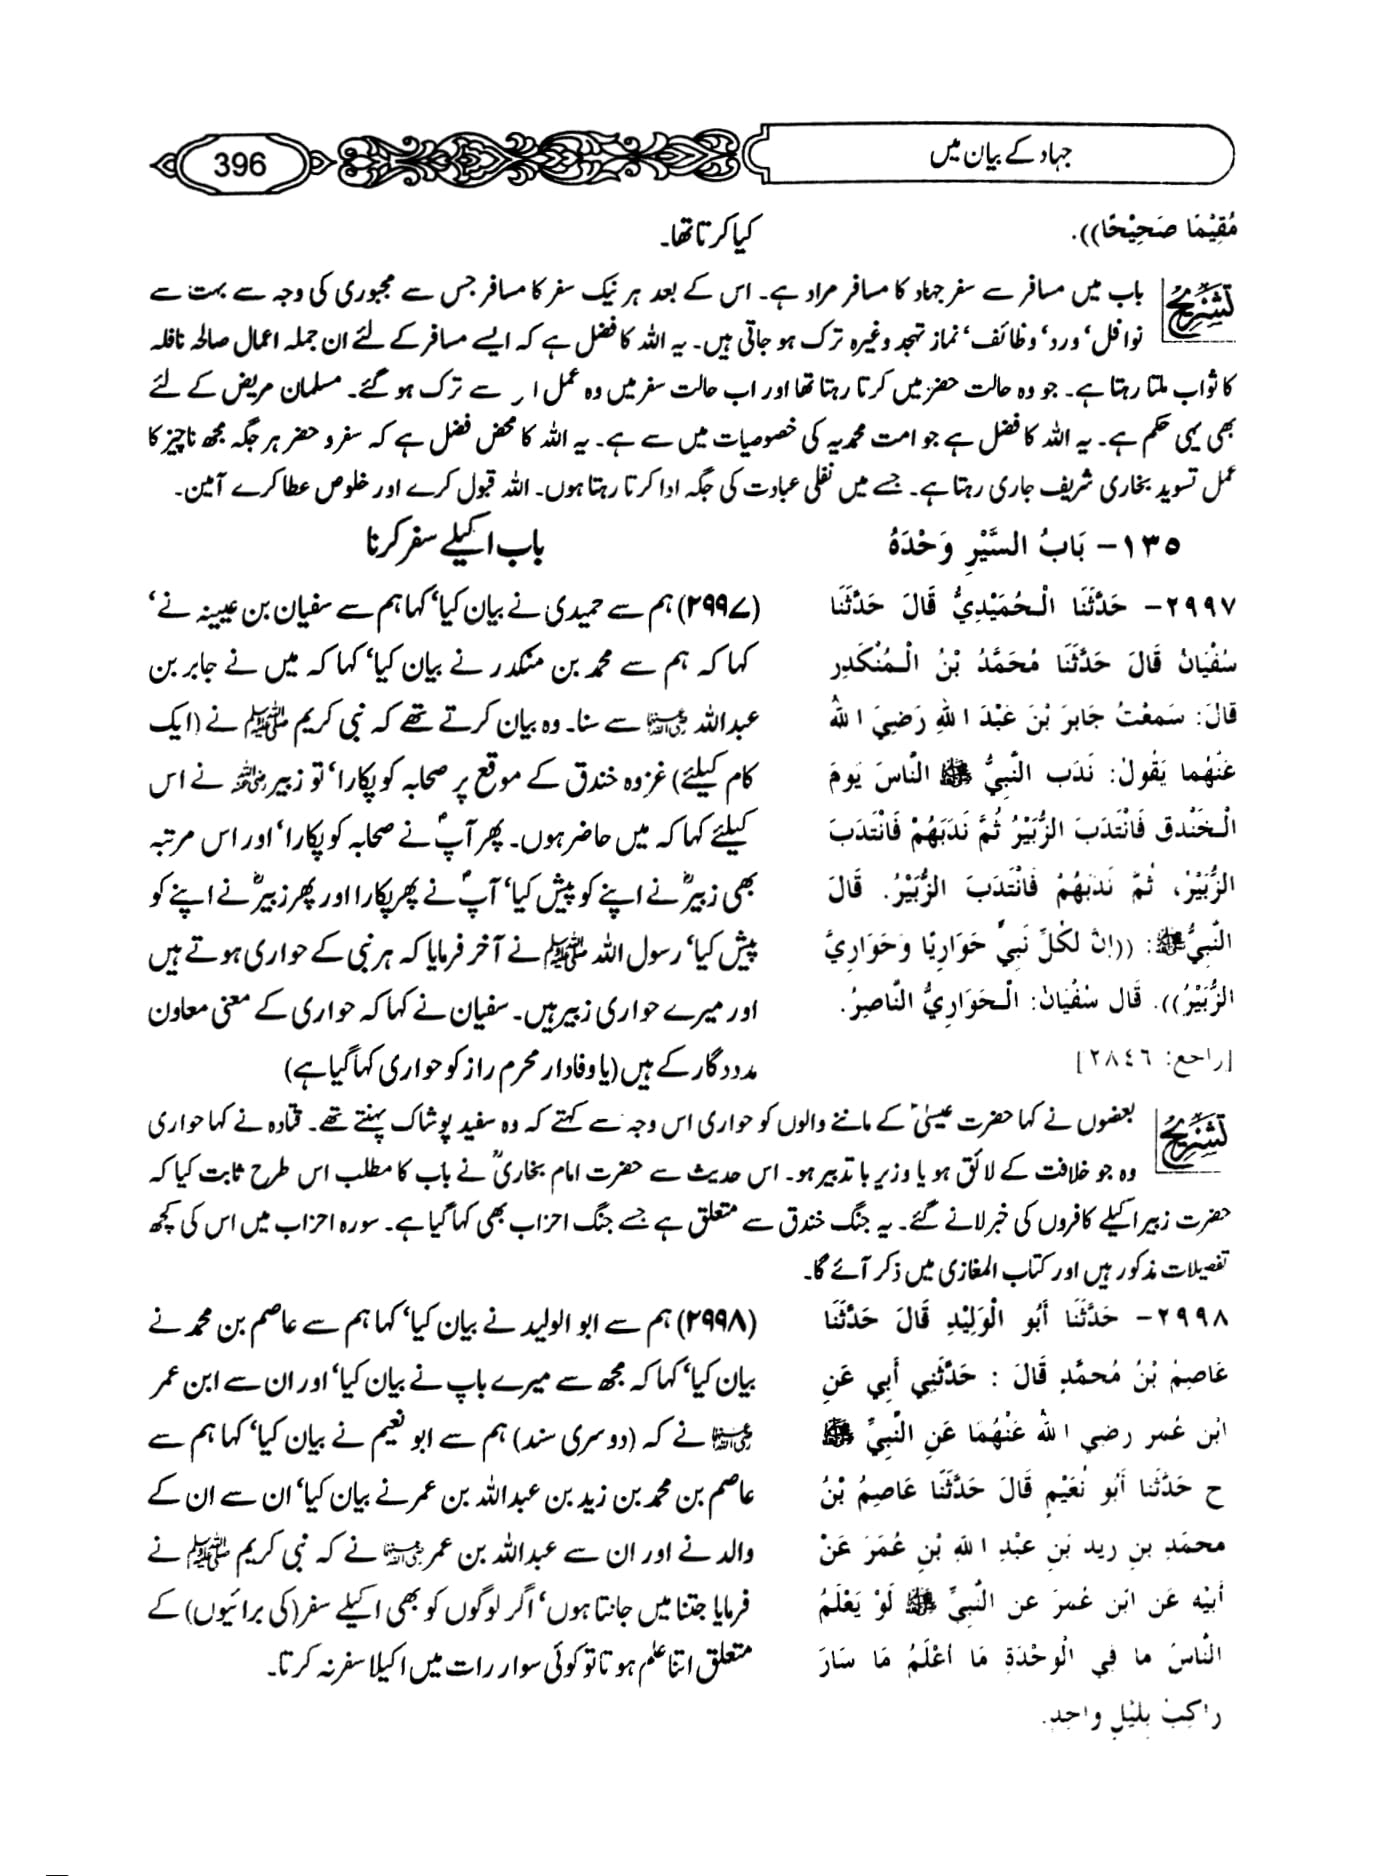 جہاد کے بیان میں
396
مُقِيْمًا صَحِيْحًا)).
کیا کرتا تھا۔
تشریح باب میں مسافر سے سفر جہاد کا مسافر مراد ہے۔ اس کے بعد ہر نیک سفر کا مسافر جس سے مجبوری کی وجہ سے بہت سے
نوافل‘ ورد‘ وظائف‘ نماز تہجد وغیرہ ترک ہو جاتی ہیں۔ یہ اللہ کا فضل ہے کہ ایسے مسافر کے لئے ان جملہ اعمال صالحہ نافلہ
کا ثواب ملتا رہتا ہے۔ جو وہ حالت حضر میں کرتا رہتا تھا اور اب حالت سفر میں وہ عمل سے ترک ہو گئے۔ مسلمان مریض کے لئے
بھی یہی حکم ہے۔ یہ اللہ کا فضل ہے جو امت محمدیہ کی خصوصیات میں سے ہے۔ یہ اللہ کا محض فضل ہے کہ سفر و حضر ہر جگہ مجھ ناچیز کا
عمل تسوید بخاری شریف جاری رہتا ہے۔ جسے میں نفلی عبادت کی جگہ ادا کرتا رہتا ہوں۔ اللہ قبول کرے اور خلوص عطا کرے آمین۔
١٣٥- بَابُ السَّيْرِ وَحْدَهُ
باب اکیلے سفر کرنا
٢٩٩٧- حَدَّثَنَا الْحُمَيْدِيُّ قَالَ حَدَّثَنَا
سُفْيَانُ قَالَ حَدَّثَنَا مُحَمَّدُ بْنُ الْمُنْكَدِرِ
قَالَ: سَمِعْتُ جَابِرَ بْنَ عَبْدَ اللهِ رَضِيَ اللهُ
عَنْهُمَا يَقُولُ: نَدَبَ النَّبِيُّ ﷺ النَّاسَ يَومَ
الْخَنْدَقِ فَانْتَدَبَ الزُّبَيْرُ ثُمَّ نَدَبَهُمْ فَانْتَدَبَ
الزُّبَيْرُ، ثُمَّ نَدَبَهُمْ فَانْتَدَبَ الزُّبَيْرُ. قَالَ
النَّبِيُّ ﷺ: ((إِنَّ لِكُلِّ نَبِيٍّ حَوَارِيًّا وَحَوَارِيَّ
الزُّبَيْرُ)). قَالَ سُفْيَانُ: الْحَوَارِيُّ النَّاصِرُ.
[راجع: ٢٨٤٦]
(۲۹۹۷) ہم سے حمیدی نے بیان کیا‘ کہا ہم سے سفیان بن عیینہ نے‘
کہا کہ ہم سے محمد بن منکدر نے بیان کیا‘ کہا کہ میں نے جابر بن
عبداللہ رضی اللہ عنہما سے سنا۔ وہ بیان کرتے تھے کہ نبی کریم ﷺ نے (ایک
کام کیلئے) غزوہ خندق کے موقع پر صحابہ کو پکارا‘ تو زبیر رضی اللہ عنہ نے اس
کیلئے کہا کہ میں حاضر ہوں۔ پھر آپؐ نے صحابہ کو پکارا‘ اور اس مرتبہ
بھی زبیرؓ نے اپنے کو پیش کیا‘ آپؐ نے پھر پکارا اور پھر زبیرؓ نے اپنے کو
پیش کیا‘ رسول اللہ ﷺ نے آخر فرمایا کہ ہر نبی کے حواری ہوتے ہیں
اور میرے حواری زبیر ہیں۔ سفیان نے کہا کہ حواری کے معنی معاون
مددگار کے ہیں (یا وفادار محرم راز کو حواری کہا گیا ہے)
تشریح بعضوں نے کہا حضرت عیسیٰؑ کے ماننے والوں کو حواری اس وجہ سے کہتے کہ وہ سفید پوشاک پہنتے تھے۔ قتادہ نے کہا حواری
وہ جو خلافت کے لائق ہو یا وزیر با تدبیر ہو۔ اس حدیث سے حضرت امام بخاریؒ نے باب کا مطلب اس طرح ثابت کیا کہ
حضرت زبیر اکیلے کافروں کی خبر لانے گئے۔ یہ جنگ خندق سے متعلق ہے جسے جنگ احزاب بھی کہا گیا ہے۔ سورہ احزاب میں اس کی کچھ
تفصیلات مذکور ہیں اور کتاب المغازی میں ذکر آئے گا۔
٢٩٩٨- حَدَّثَنَا أَبُو الْوَلِيْدِ قَالَ حَدَّثَنَا
عَاصِمُ بْنُ مُحَمَّدٍ قَالَ : حَدَّثَنِي أَبِي عَنِ
ابْنِ عُمَرَ رضي اللهُ عَنْهُمَا عَنِ النَّبِيِّ ﷺ
ح حَدَّثَنَا أَبُو نُعَيْمٍ قَالَ حَدَّثَنَا عَاصِمُ بْنُ
محمَّدِ بنِ زيد بْنِ عَبْدِ اللهِ بْنِ عُمَرَ عَنْ
أَبِيْهِ عَنِ ابْنِ عُمَرَ عَنِ النَّبِيِّ ﷺ لَوْ يَعْلَمُ
النَّاسُ ما في الْوَحْدَةِ مَا أَعْلَمُ مَا سَارَ
راكِبٌ بِلَيْلٍ وَاحِد.
(۲۹۹۸) ہم سے ابو الولید نے بیان کیا‘ کہا ہم سے عاصم بن محمد نے
بیان کیا‘ کہا کہ مجھ سے میرے باپ نے بیان کیا‘ اور ان سے ابن عمر
رضی اللہ عنہما نے کہ (دوسری سند) ہم سے ابو نعیم نے بیان کیا‘ کہا ہم سے
عاصم بن محمد بن زید بن عبداللہ بن عمر نے بیان کیا‘ ان سے ان کے
والد نے اور ان سے عبداللہ بن عمر رضی اللہ عنہما نے کہ نبی کریم ﷺ نے
فرمایا جتنا میں جانتا ہوں‘ اگر لوگوں کو بھی اکیلے سفر (کی برائیوں) کے
متعلق اتنا علم ہوتا تو کوئی سوار رات میں اکیلا سفر نہ کرتا۔